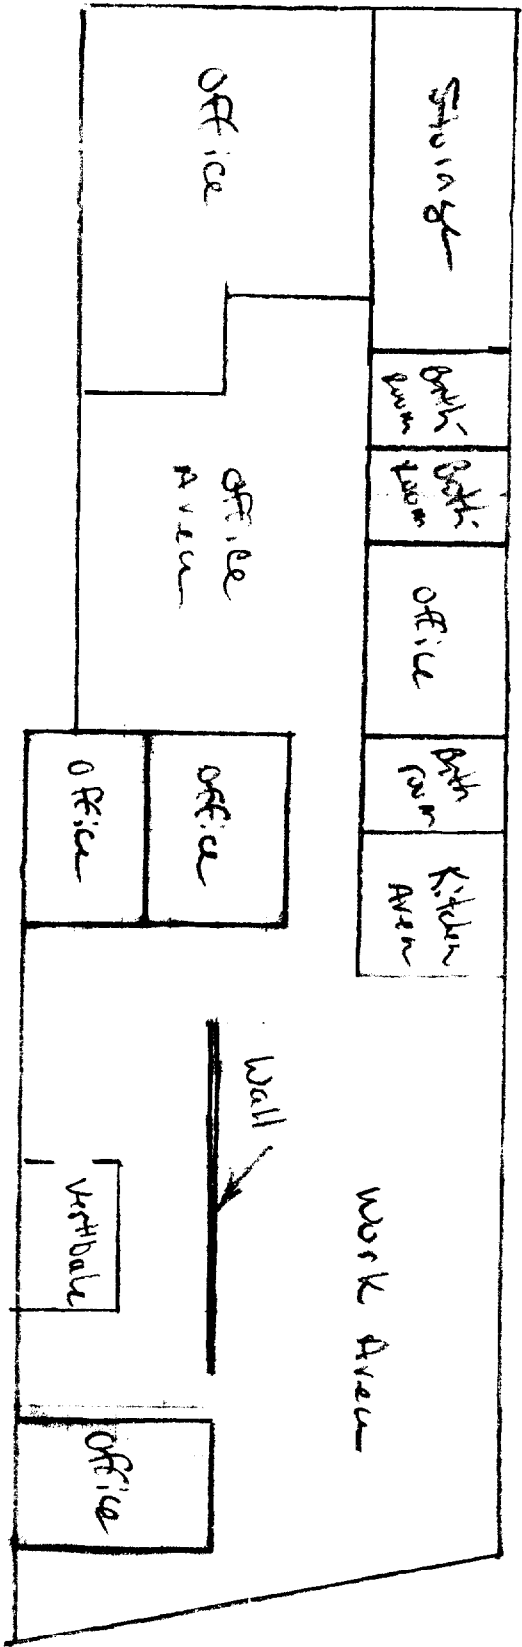 Storage
Office
Bath-
room
Bath-
room
Office
Area
Office
Office
Office
Bath
room
Kitchen
Area
Wall
Work Area
Vestibule
Office